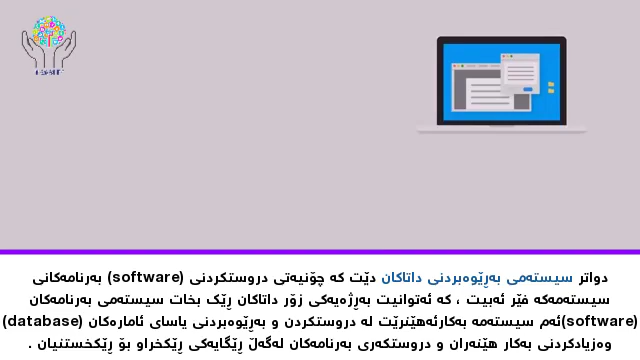 دواتر سیستەمی بەڕێوەبردنی داتاکان دێت کە چۆنیەتی دروستکردنی (software) بەرنامەکانی
سیستەمەکە فێر ئەبیت ، کە ئەتوانیت بەڕژەیەکی زۆر داتاکان ڕێک بخات سیستەمی بەرنامەکان
(software)ئەم سیستەمە بەکارئەهێنرێت لە دروستکردن و بەڕێوەبردنی یاسای ئامارەکان (database)
وەزیادکردنی بەکار هێنەران و دروستکەری بەرنامەکان لەگەڵ ڕێگایەکی ڕێکخراو بۆ ڕێکخستنیان .